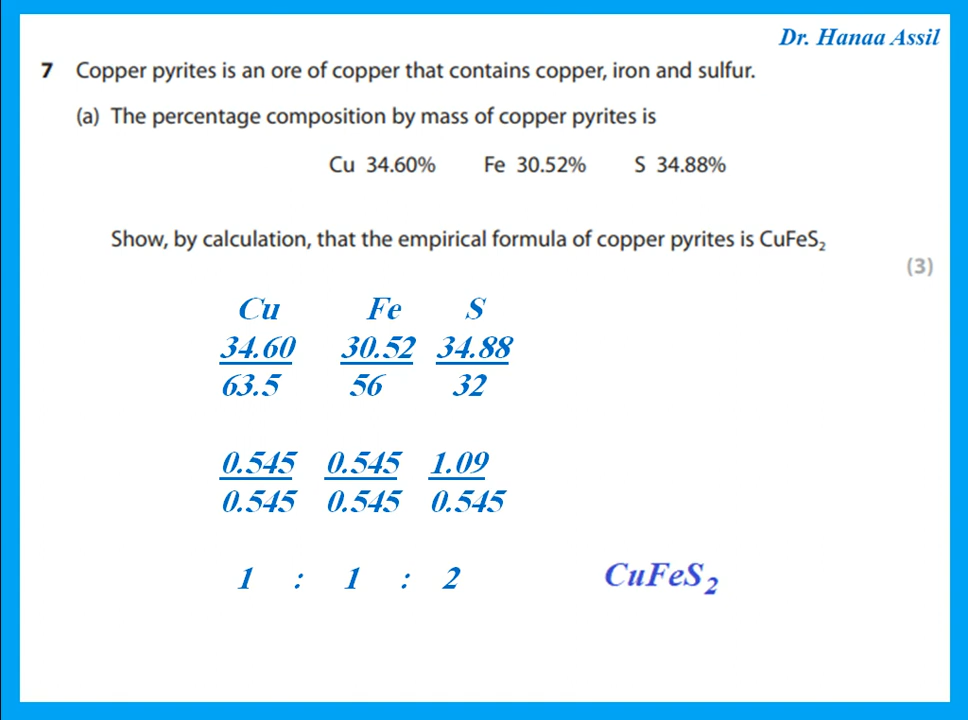 Dr. Hanaa Assil
7 Copper pyrites is an ore of copper that contains copper, iron and sulfur.
(a) The percentage composition by mass of copper pyrites is
Cu 34.60% Fe 30.52% S 34.88%
Show, by calculation, that the empirical formula of copper pyrites is CuFeS₂
(3)
Cu Fe S
34.60 30.52 34.88
63.5 56 32
0.545 0.545 1.09
0.545 0.545 0.545
1 : 1 : 2 CuFeS₂